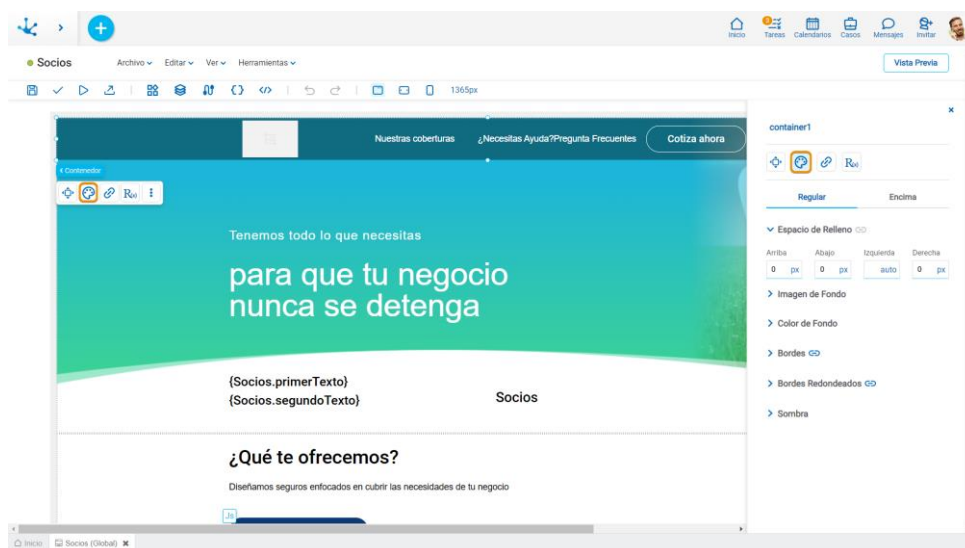 Inicio
Tareas
Calendarios
Casos
Mensajes
Invitar
Socios
Archivo
Editar
Ver
Herramientas
Vista Previa
1365px
Nuestras coberturas
¿Necesitas Ayuda?Pregunta Frecuentes
Cotiza ahora
Contenedor
R(x)
Tenemos todo lo que necesitas
para que tu negocio
nunca se detenga
{Socios.primerTexto}
{Socios.segundoTexto}
Socios
¿Qué te ofrecemos?
Diseñamos seguros enfocados en cubrir las necesidades de tu negocio
Js
container1
R(x)
Regular
Encima
Espacio de Relleno
Arriba Abajo Izquierda Derecha
0 px 0 px auto 0 px
Imagen de Fondo
Color de Fondo
Bordes
Bordes Redondeados
Sombra
Inicio
Socios (Global)